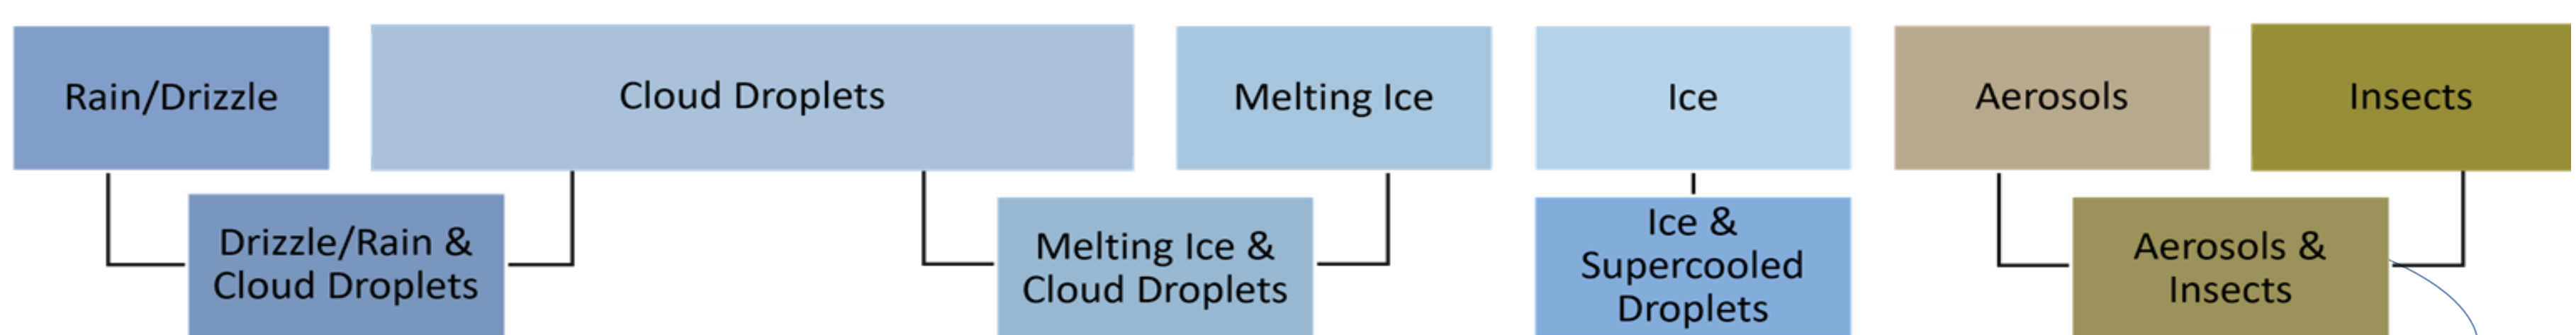 Rain/Drizzle
Cloud Droplets
Melting Ice
Ice
Aerosols
Insects
Drizzle/Rain &
Cloud Droplets
Melting Ice &
Cloud Droplets
Ice &
Supercooled
Droplets
Aerosols &
Insects